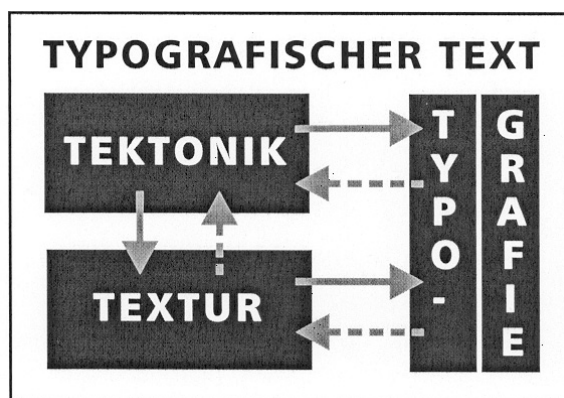 TYPOGRAFISCHER TEXT
TEKTONIK
TEXTUR
TYPO-
GRAFIE